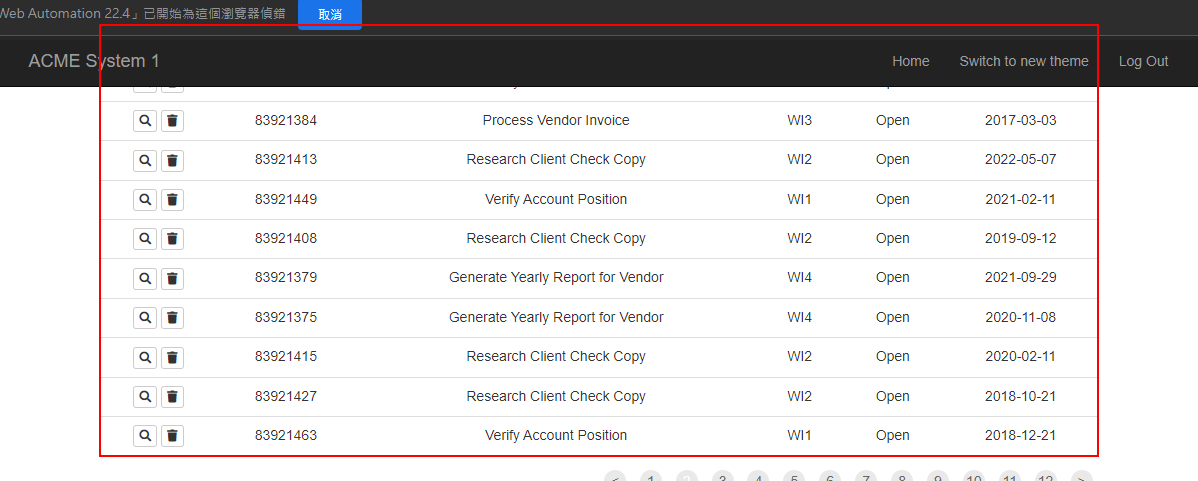 Web Automation 22.4」已開始為這個瀏覽器偵錯 取消
ACME System 1 Home Switch to new theme Log Out
83921384 Process Vendor Invoice WI3 Open 2017-03-03
83921413 Research Client Check Copy WI2 Open 2022-05-07
83921449 Verify Account Position WI1 Open 2021-02-11
83921408 Research Client Check Copy WI2 Open 2019-09-12
83921379 Generate Yearly Report for Vendor WI4 Open 2021-09-29
83921375 Generate Yearly Report for Vendor WI4 Open 2020-11-08
83921415 Research Client Check Copy WI2 Open 2020-02-11
83921427 Research Client Check Copy WI2 Open 2018-10-21
83921463 Verify Account Position WI1 Open 2018-12-21
< 1 2 3 4 5 6 7 8 9 10 11 12 >